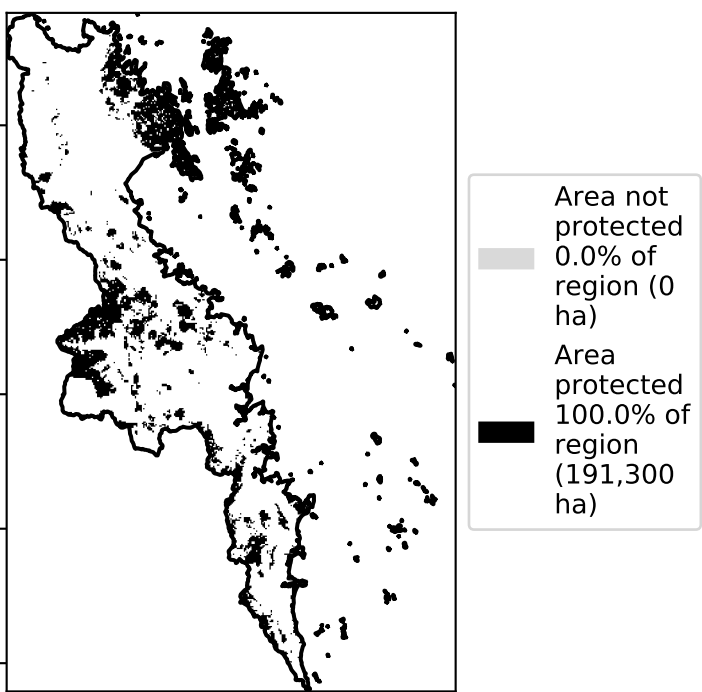 Area not
protected
0.0% of
region (0
ha)
Area
protected
100.0% of
region
(191,300
ha)